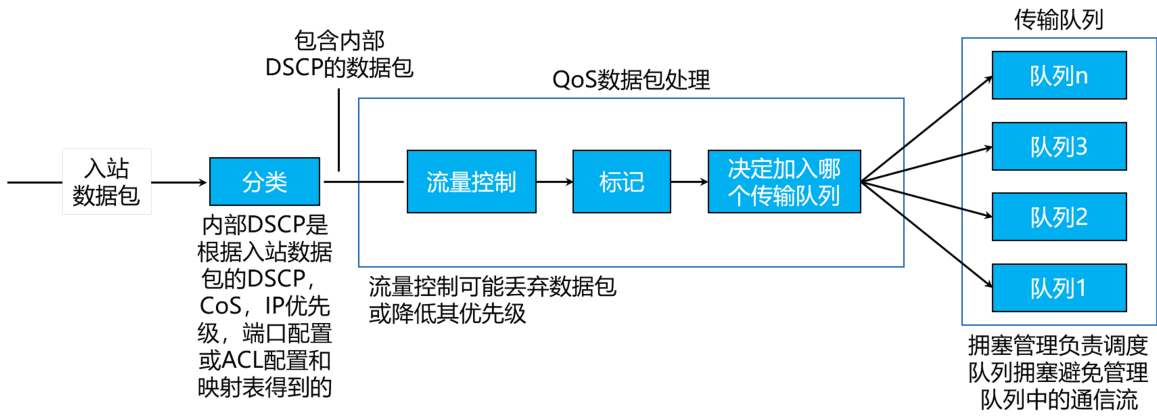 入站
数据包
分类
内部DSCP是
根据入站数据
包的DSCP，
CoS，IP优先
级，端口配置
或ACL配置和
映射表得到的
包含内部
DSCP的数据包
QoS数据包处理
流量控制
标记
决定加入哪
个传输队列
流量控制可能丢弃数据包
或降低其优先级
传输队列
队列n
队列3
队列2
队列1
拥塞管理负责调度
队列拥塞避免管理
队列中的通信流